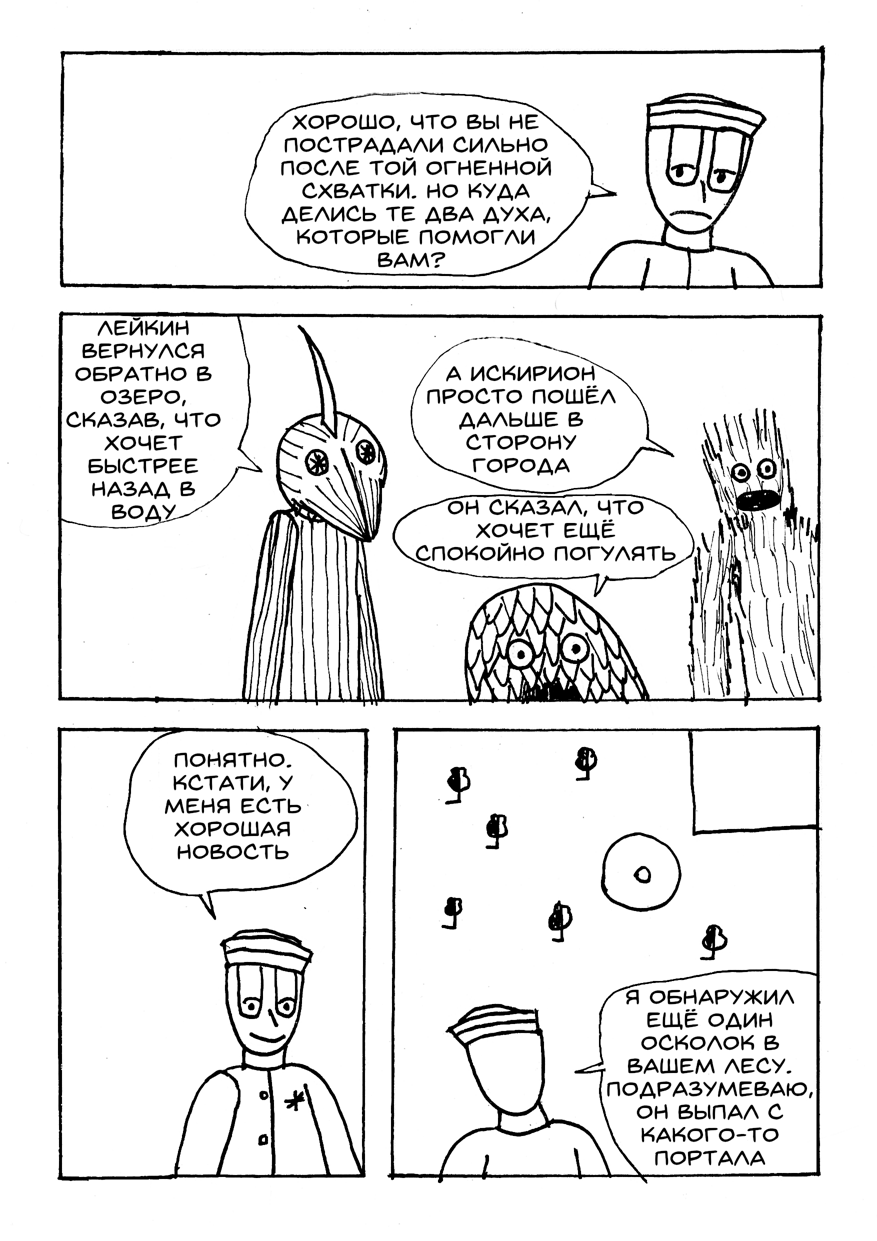 ХОРОШО, ЧТО ВЫ НЕ
ПОСТРАДАЛИ СИЛЬНО
ПОСЛЕ ТОЙ ОГНЕННОЙ
СХВАТКИ. НО КУДА
ДЕЛИСЬ ТЕ ДВА ДУХА,
КОТОРЫЕ ПОМОГЛИ
ВАМ?
ЛЕЙКИН
ВЕРНУЛСЯ
ОБРАТНО В
ОЗЕРО,
СКАЗАВ, ЧТО
ХОЧЕТ
БЫСТРЕЕ
НАЗАД В
ВОДУ
А ИСКИРИОН
ПРОСТО ПОШЁЛ
ДАЛЬШЕ В
СТОРОНУ
ГОРОДА
ОН СКАЗАЛ, ЧТО
ХОЧЕТ ЕЩЁ
СПОКОЙНО ПОГУЛЯТЬ
ПОНЯТНО.
КСТАТИ, У
МЕНЯ ЕСТЬ
ХОРОШАЯ
НОВОСТЬ
Я ОБНАРУЖИЛ
ЕЩЁ ОДИН
ОСКОЛОК В
ВАШЕМ ЛЕСУ.
ПОДРАЗУМЕВАЮ,
ОН ВЫПАЛ С
КАКОГО-ТО
ПОРТАЛА